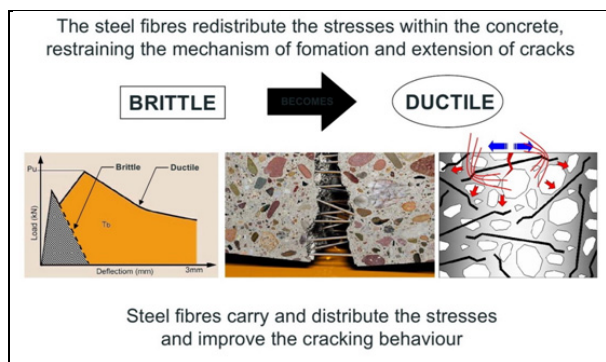 The steel fibres redistribute the stresses within the concrete,
restraining the mechanism of fomation and extension of cracks
BRITTLE
BECOMES
DUCTILE
Pu
Brittle
Ductile
Load (kN)
Tb
Deflectiom (mm)
3mm
Steel fibres carry and distribute the stresses
and improve the cracking behaviour